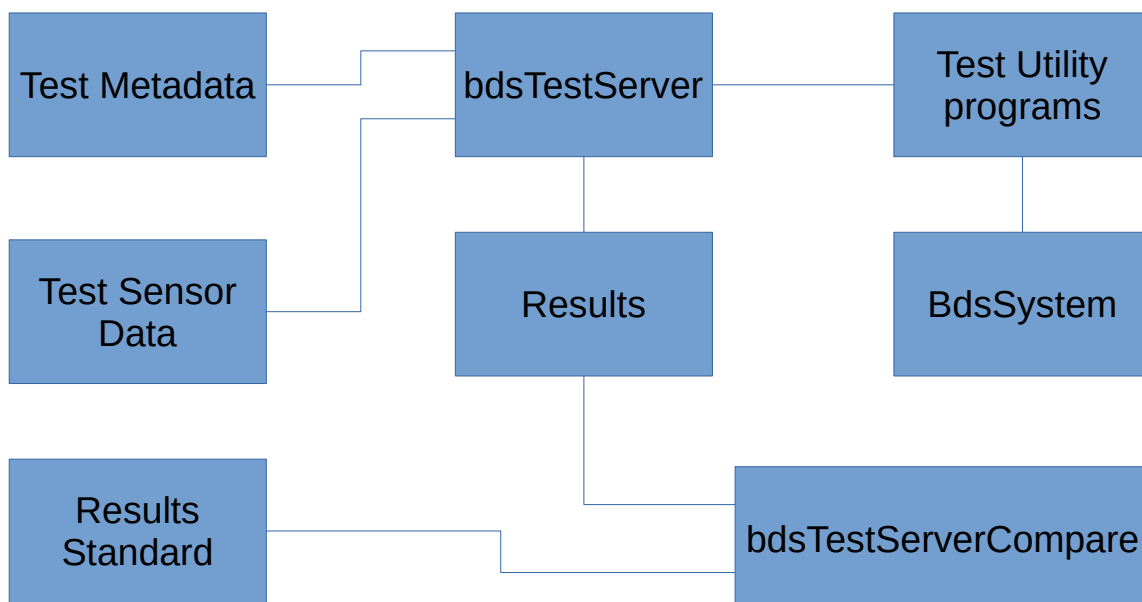 Test Metadata
bdsTestServer
Test Utility
programs
Test Sensor
Data
Results
BdsSystem
Results
Standard
bdsTestServerCompare